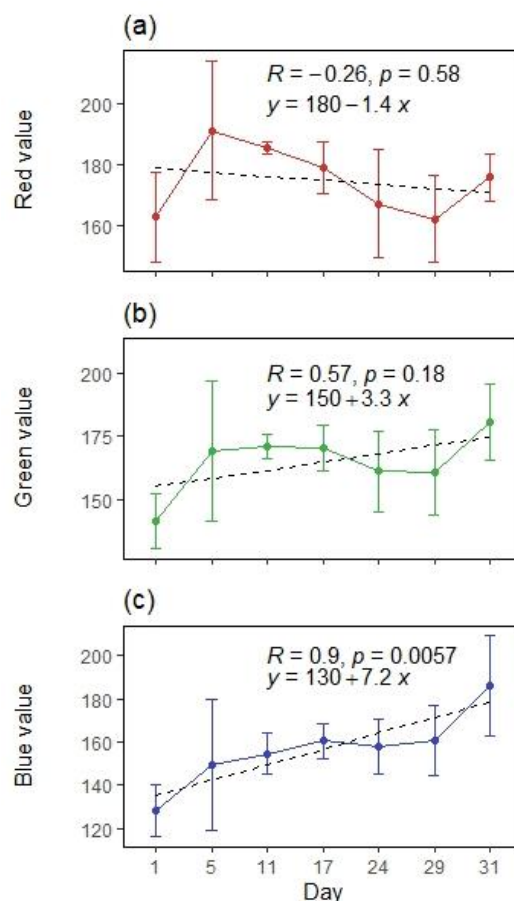 (a)
R = −0.26, p = 0.58
y = 180−1.4 x
200
180
160
Red value
(b)
R = 0.57, p = 0.18
y = 150+3.3 x
200
175
150
Green value
(c)
R = 0.9, p = 0.0057
y = 130+7.2 x
200
180
160
140
120
Blue value
1 5 11 17 24 29 31
Day